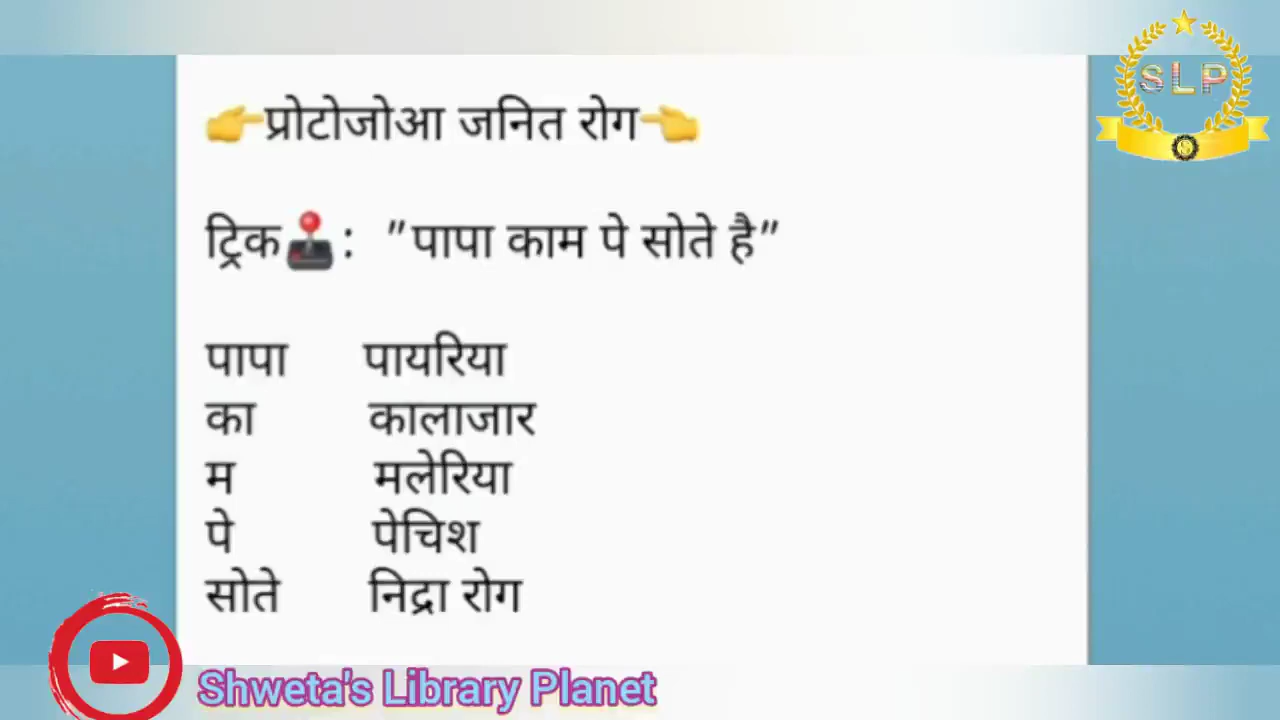 SLP
👉प्रोटोजोआ जनित रोग👈
ट्रिक🕹️: "पापा काम पे सोते है"
पापा पायरिया
का कालाजार
म मलेरिया
पे पेचिश
सोते निद्रा रोग
Shweta's Library Planet